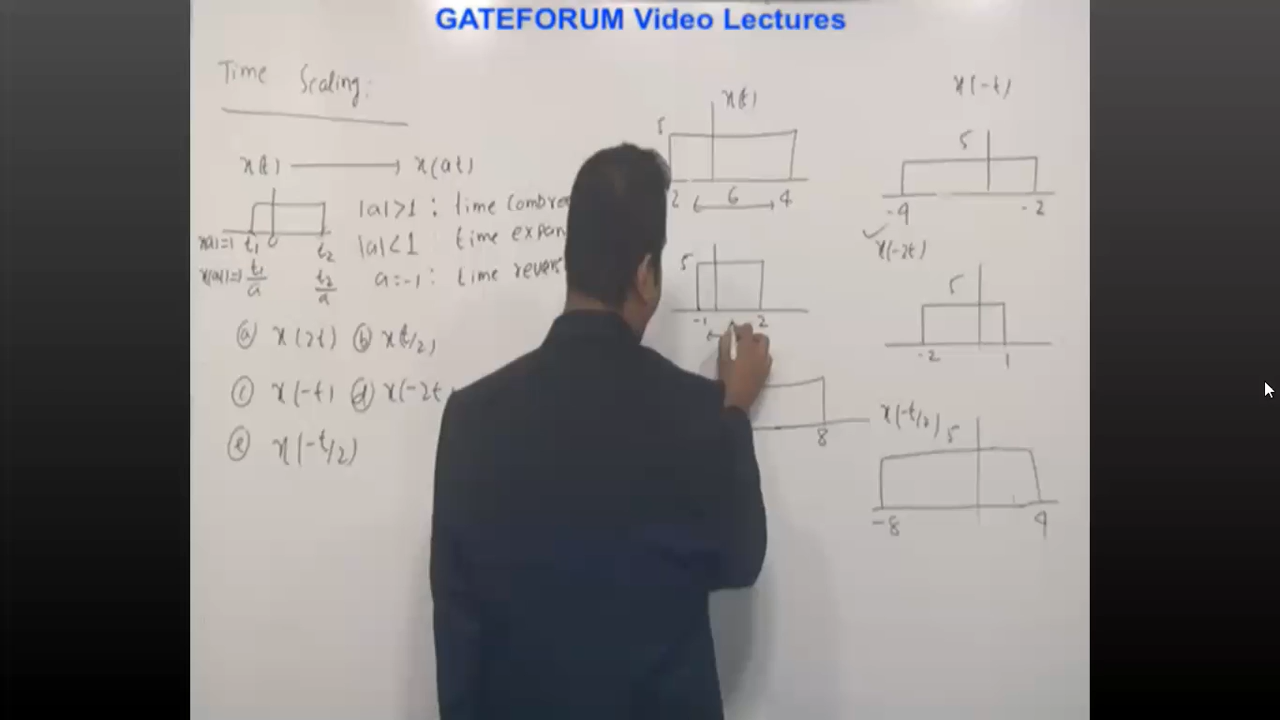 GATEFORUM Video Lectures
Time Scaling:
x(t) → x(at)
|a|>1 : time Combre
x(t)=1 t₁ 0 t₂
|a|<1 time expan
t₁/a t₂/a
a=-1 : time revers
(a) x(2t) (b) x(t/2)
(c) x(-t) (d) x(-2t
(e) x(-t/2)
x(t)
5
2 6 4
5
-1 2
8
x(-t)
5
-4 -2
x(-2t)
5
-2 1
x(-t/2) 5
-8 4